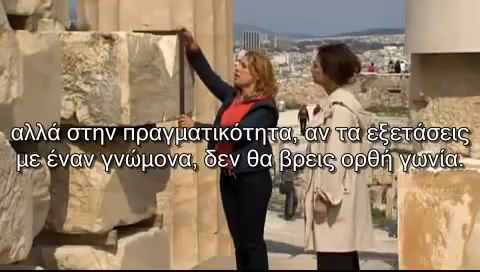 αλλά στην πραγματικότητα, αν τα εξετάσεις
με έναν γνώμονα, δεν θα βρεις ορθή γωνία.